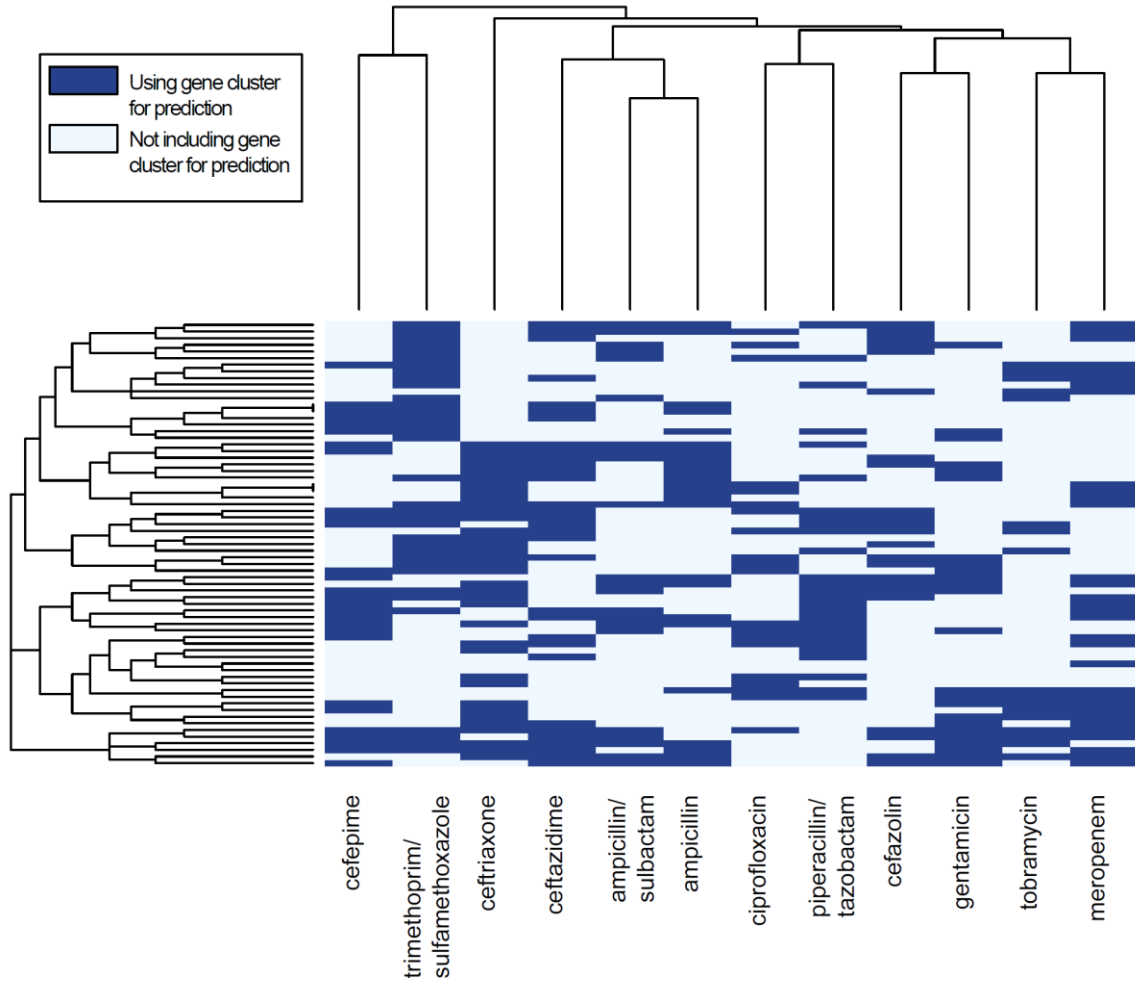 Using gene cluster
for prediction
Not including gene
cluster for prediction
cefepime
trimethoprim/
sulfamethoxazole
ceftriaxone
ceftazidime
ampicillin/
sulbactam
ampicillin
ciprofloxacin
piperacillin/
tazobactam
cefazolin
gentamicin
tobramycin
meropenem